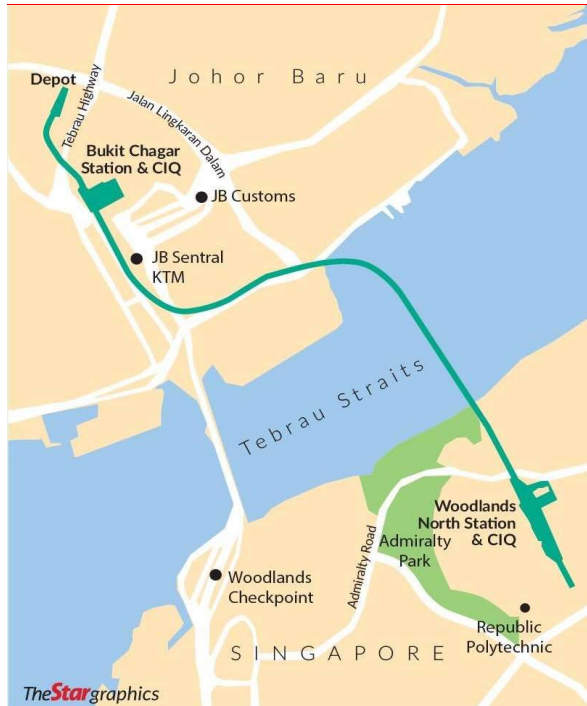 Johor Baru
Depot
Tebrau Highway
Jalan Lingkaran Dalam
Bukit Chagar
Station & CIQ
JB Customs
JB Sentral
KTM
Tebrau Straits
Woodlands
North Station
& CIQ
Admiralty
Park
Admiralty Road
Woodlands
Checkpoint
Republic
Polytechnic
SINGAPORE
TheStargraphics